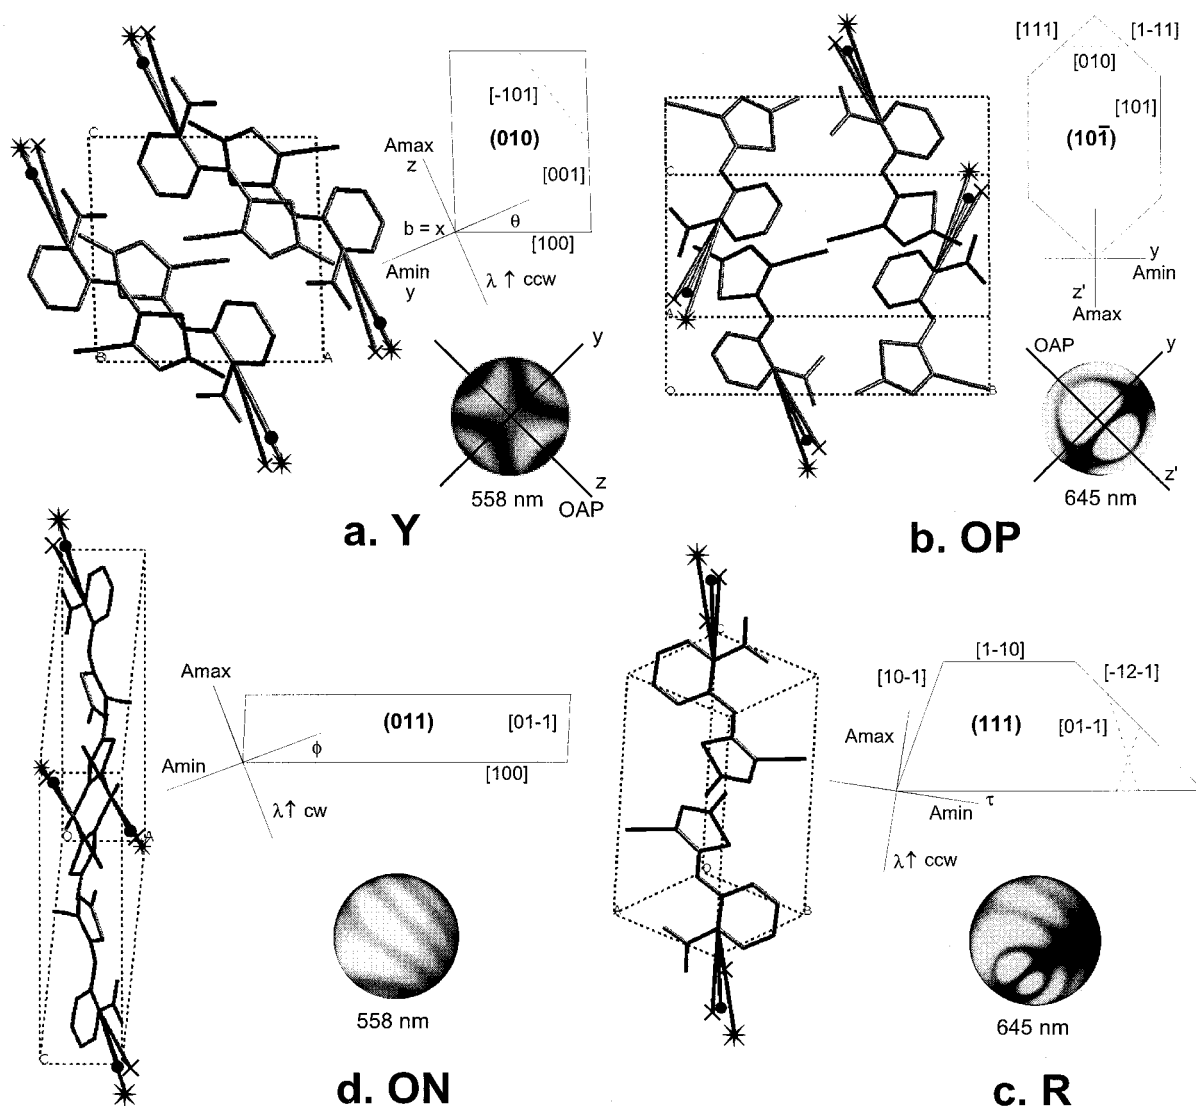 C
B
A
[-101]
(010)
[001]
[100]
Amax
z
b = x
θ
Amin
y
λ ↑ ccw
y
z
OAP
558 nm
a. Y
[111]
[1-11]
[010]
[101]
(101̄)
y
Amin
z'
Amax
C
A
O
B
OAP
y
z'
645 nm
b. OP
O
A
C
Amax
Amin
(011)
[01-1]
φ
[100]
λ↑ cw
558 nm
d. ON
C
O
A
B
[1-10]
[10-1]
[-12-1]
(111)
[01-1]
Amax
Amin
τ
λ↑ ccw
645 nm
c. R